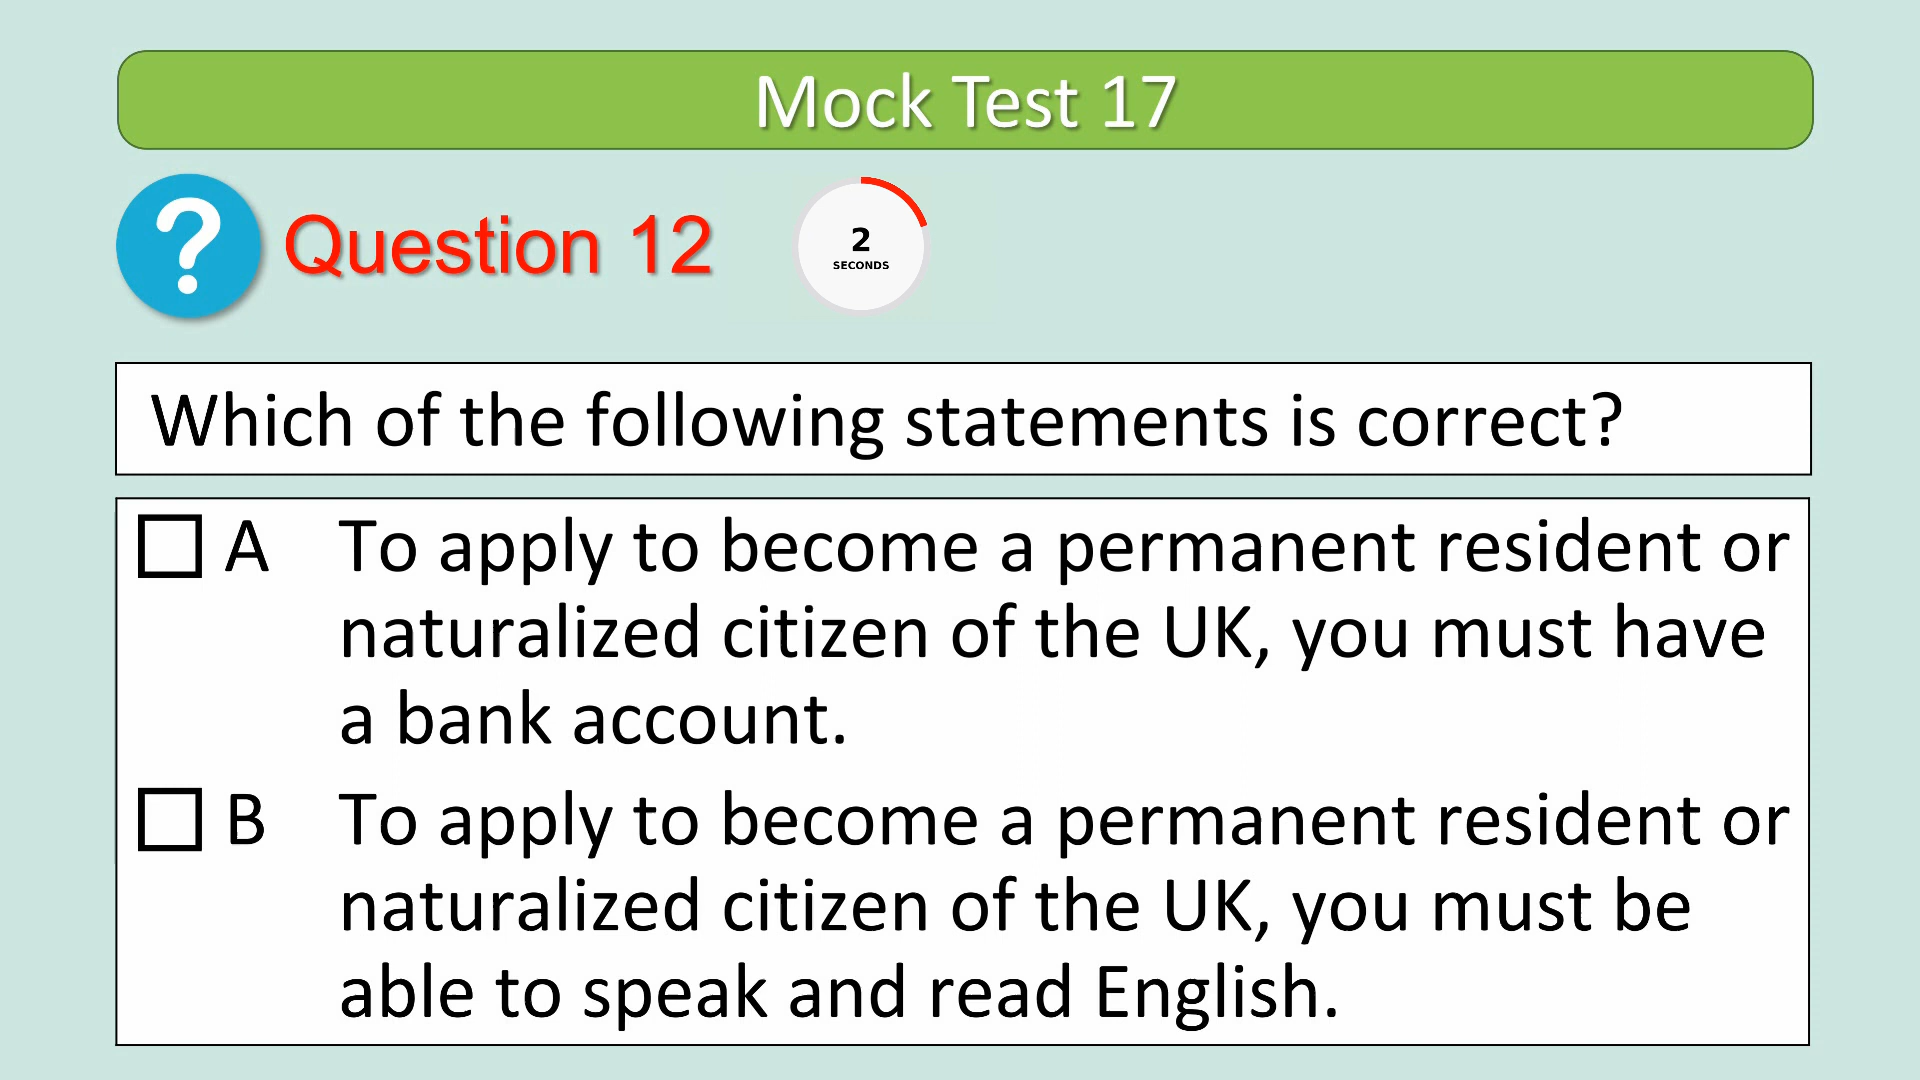 Mock Test 17
?
Question 12
2
SECONDS
Which of the following statements is correct?
A To apply to become a permanent resident or
naturalized citizen of the UK, you must have
a bank account.
B To apply to become a permanent resident or
naturalized citizen of the UK, you must be
able to speak and read English.